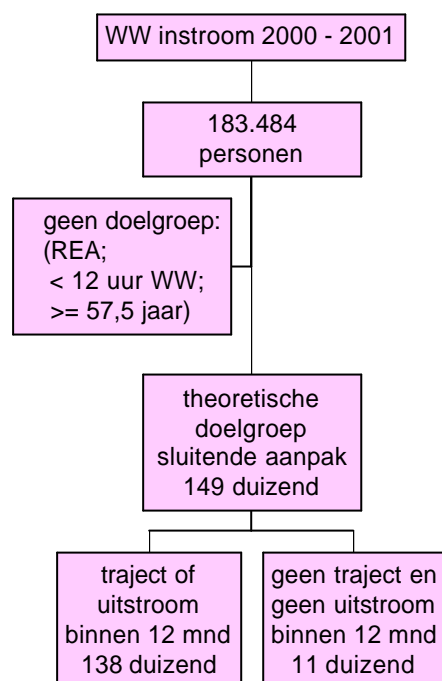 WW instroom 2000 - 2001
183.484
personen
geen doelgroep:
(REA;
< 12 uur WW;
>= 57,5 jaar)
theoretische
doelgroep
sluitende aanpak
149 duizend
traject of
uitstroom
binnen 12 mnd
138 duizend
geen traject en
geen uitstroom
binnen 12 mnd
11 duizend